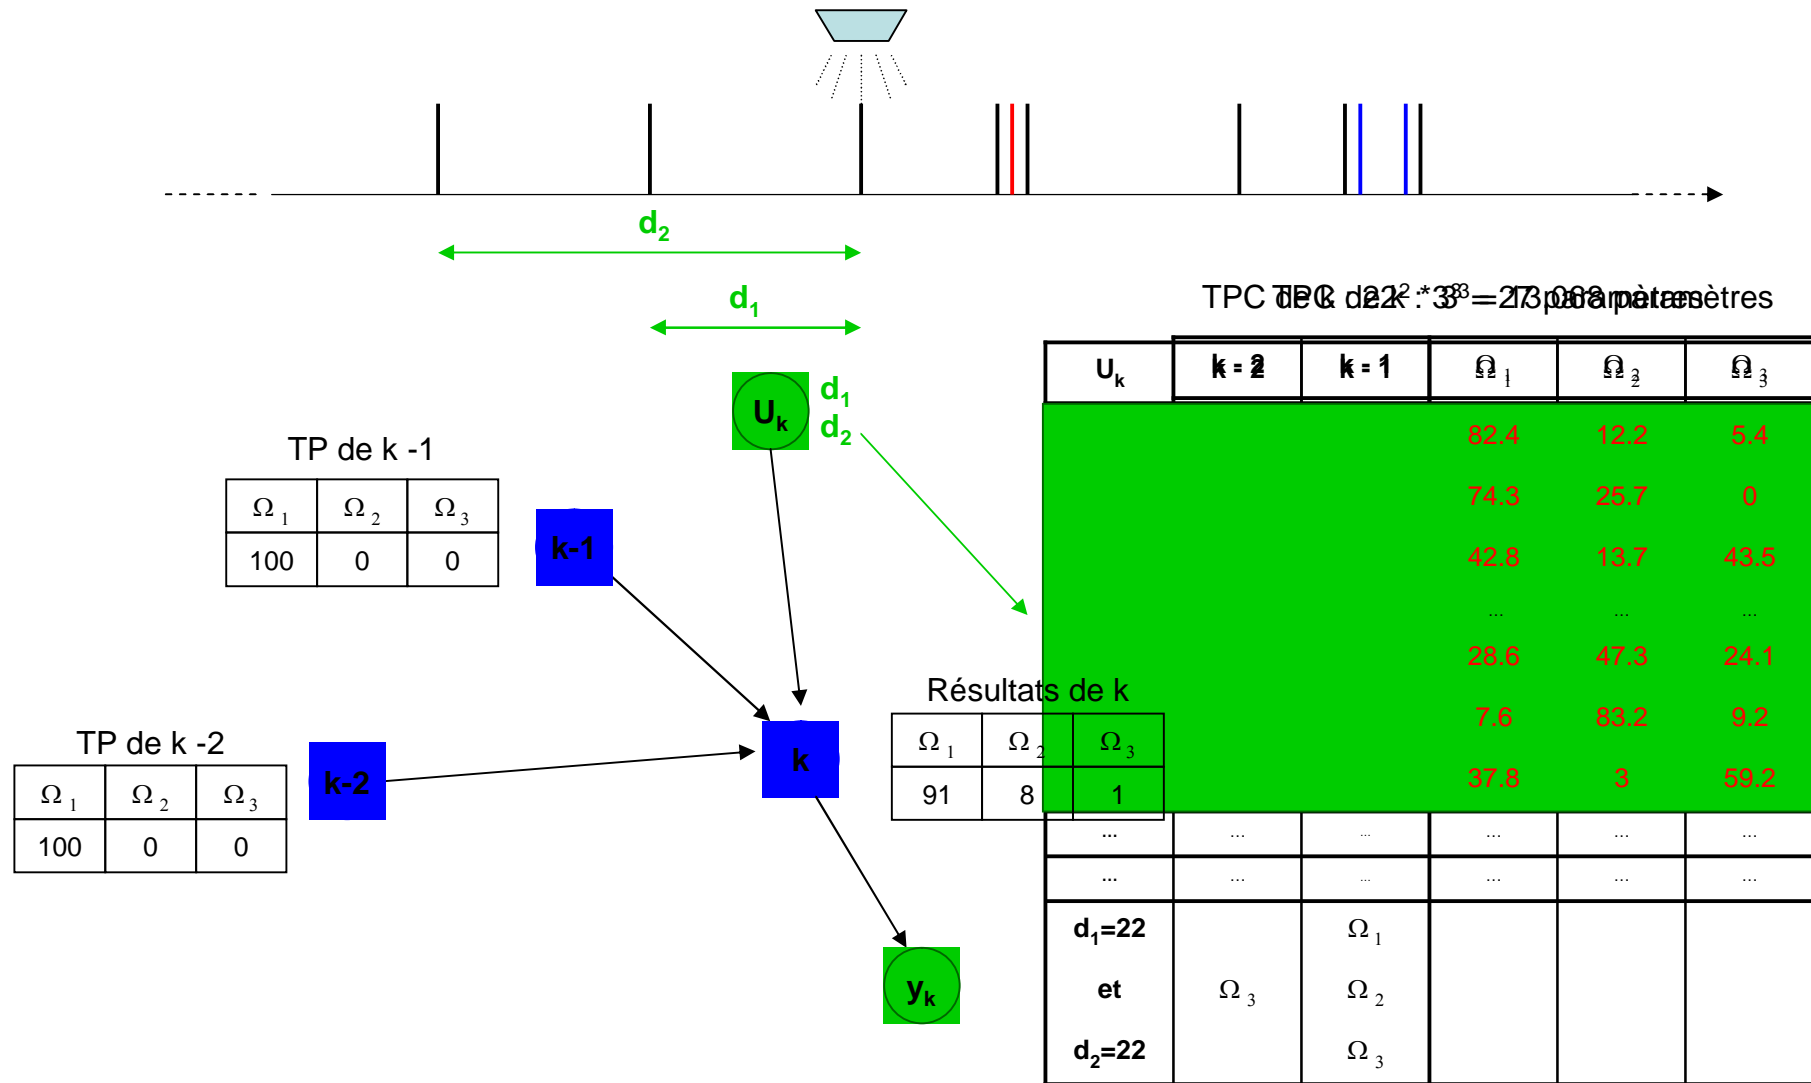 d2
d1
Uk
d1
d2
TP de k -1
Ω1 Ω2 Ω3
100 0 0
k-1
TP de k -2
Ω1 Ω2 Ω3
100 0 0
k-2
k
Résultats de k
Ω1 Ω2 Ω3
91 8 1
yk
Uk k - 2 k - 1 Ω1 Ω2 Ω3
82.4 12.2 5.4
74.3 25.7 0
42.8 13.7 43.5
... ... ...
28.6 47.3 24.1
7.6 83.2 9.2
37.8 3 59.2
... ... ... ... ... ...
... ... ... ... ... ...
d1=22 Ω1
et Ω3 Ω2
d2=22 Ω3